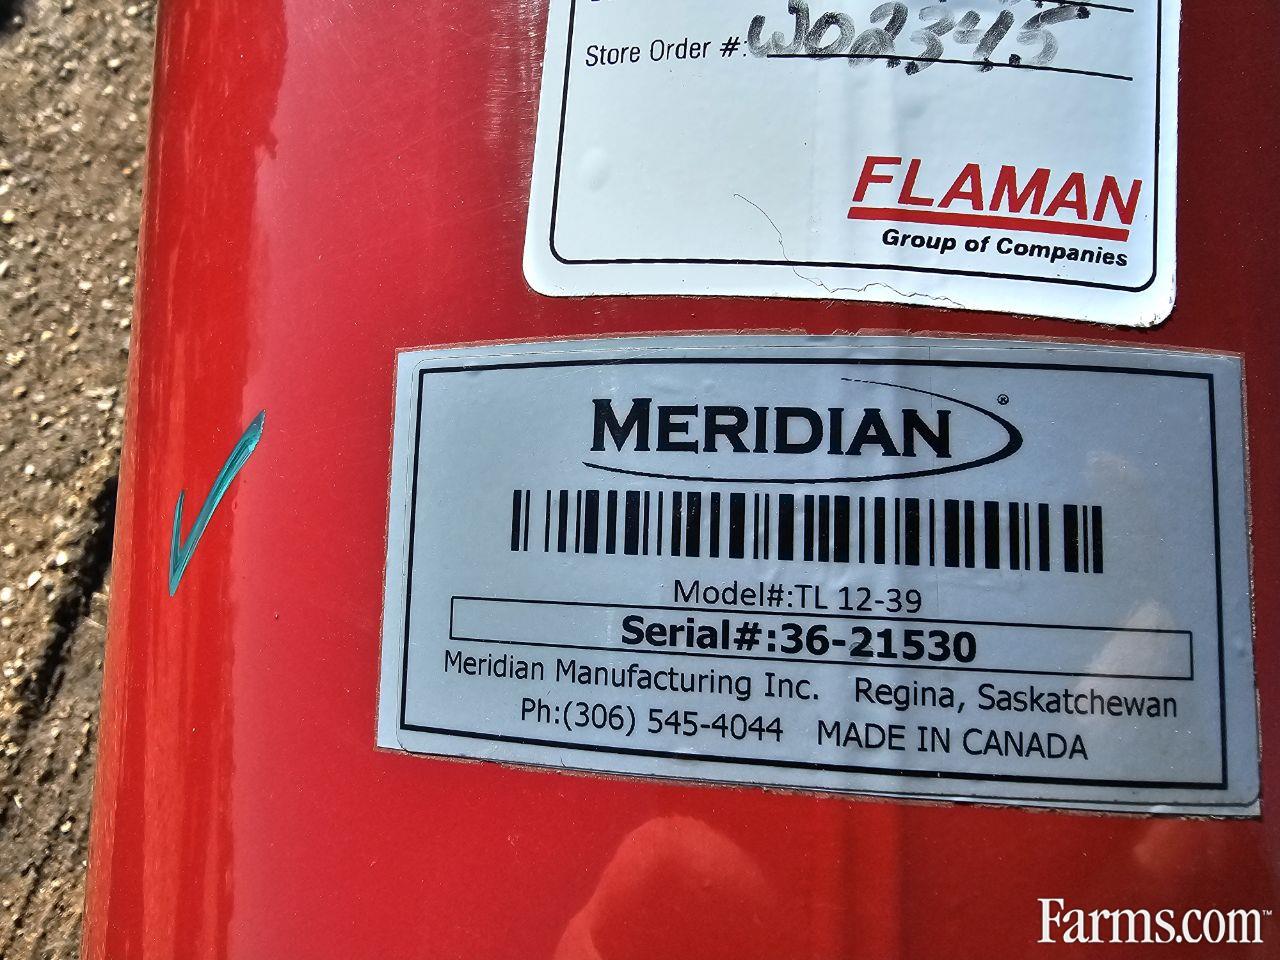 Store Order #: W02345
FLAMAN
Group of Companies
MERIDIAN®
Model#:TL 12-39
Serial#:36-21530
Meridian Manufacturing Inc. Regina, Saskatchewan
Ph:(306) 545-4044 MADE IN CANADA
Farms.com™